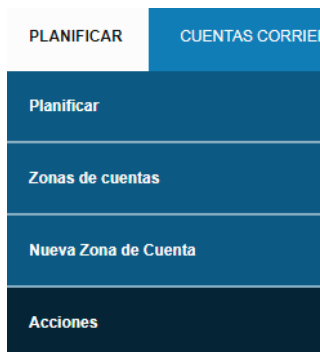 PLANIFICAR CUENTAS CORRIE
Planificar
Zonas de cuentas
Nueva Zona de Cuenta
Acciones